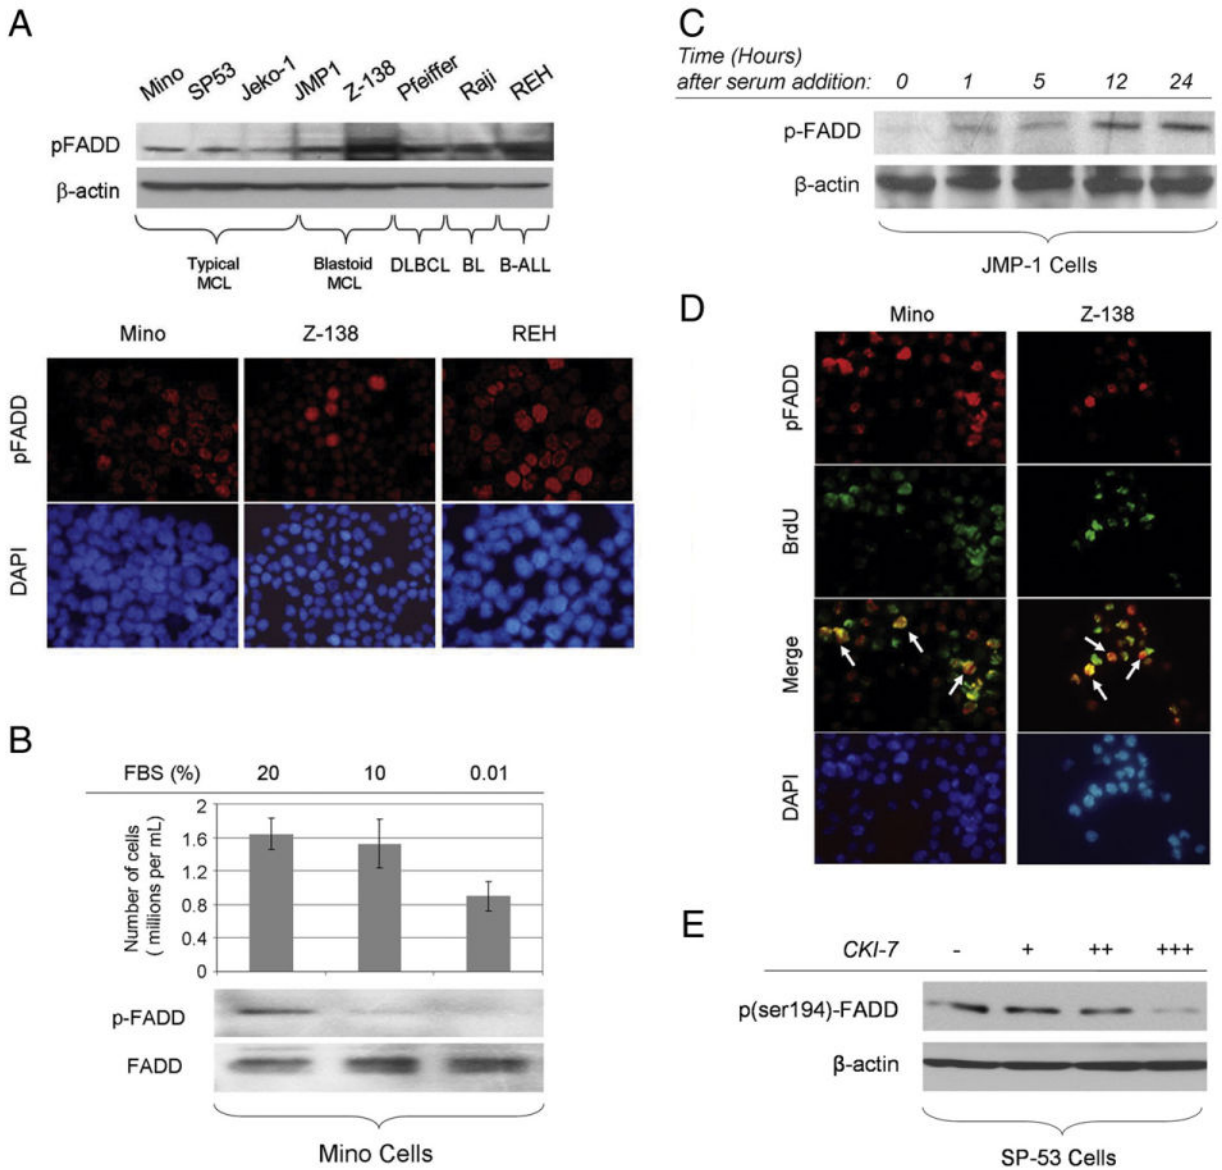 A
Mino SP53 Jeko-1 JMP1 Z-138 Pfeiffer Raji REH
pFADD
β-actin
Typical MCL
Blastoid MCL
DLBCL BL B-ALL
Mino Z-138 REH
pFADD
DAPI
B
FBS (%) 20 10 0.01
Number of cells
( millions per mL)
2
1.6
1.2
0.8
0.4
0
p-FADD
FADD
Mino Cells
C
Time (Hours)
after serum addition: 0 1 5 12 24
p-FADD
β-actin
JMP-1 Cells
D
Mino Z-138
pFADD
BrdU
Merge
DAPI
E
CKI-7 - + ++ +++
p(ser194)-FADD
β-actin
SP-53 Cells